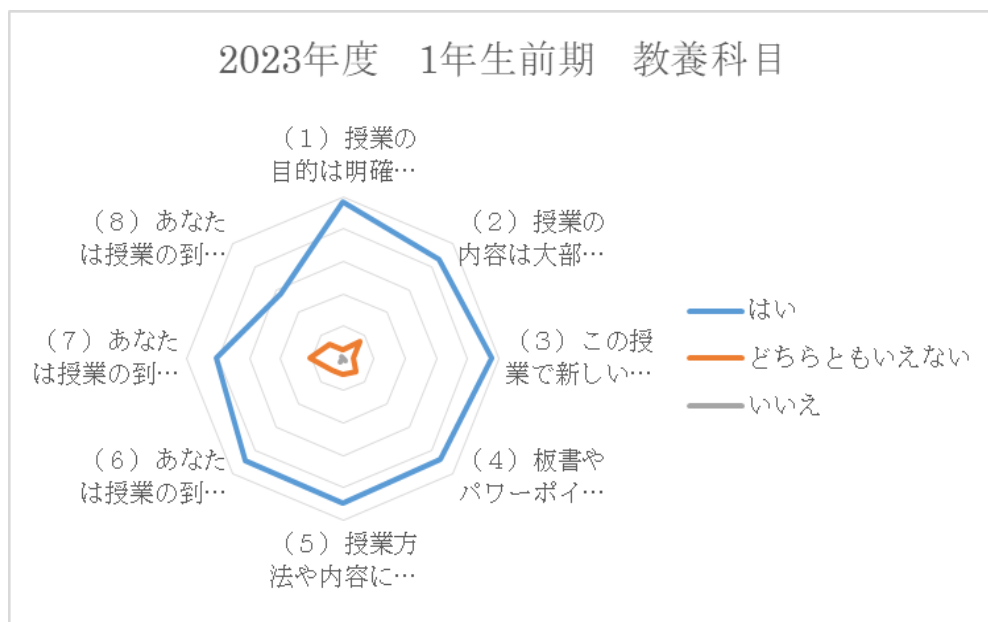 2023年度　1年生前期　教養科目
（1）授業の
目的は明確…
（2）授業の
内容は大部…
（3）この授
業で新しい…
（4）板書や
パワーポイ…
（5）授業方
法や内容に…
（6）あなた
は授業の到…
（7）あなた
は授業の到…
（8）あなた
は授業の到…
はい
どちらともいえない
いいえ